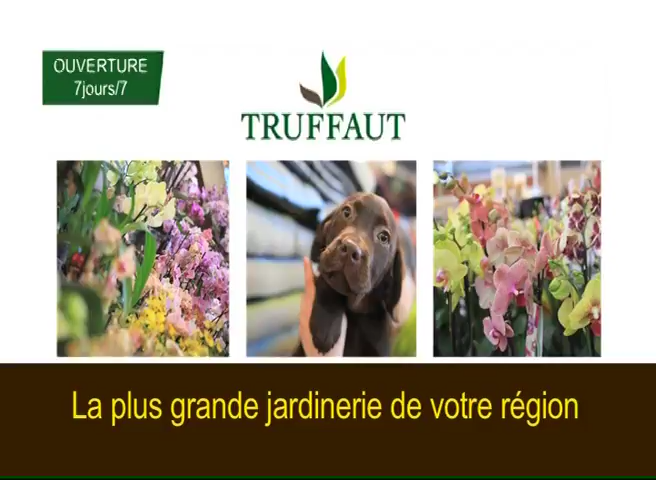 OUVERTURE
7jours/7
TRUFFAUT
La plus grande jardinerie de votre région